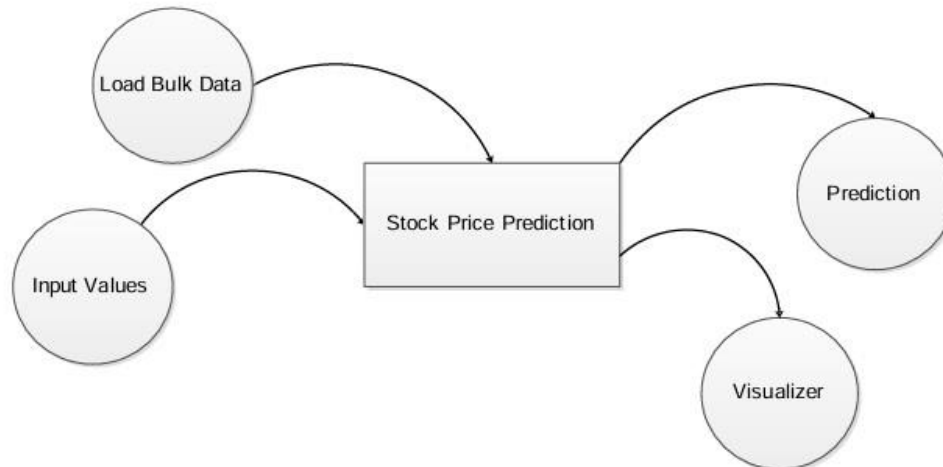 Load Bulk Data
Stock Price Prediction
Prediction
Input Values
Visualizer